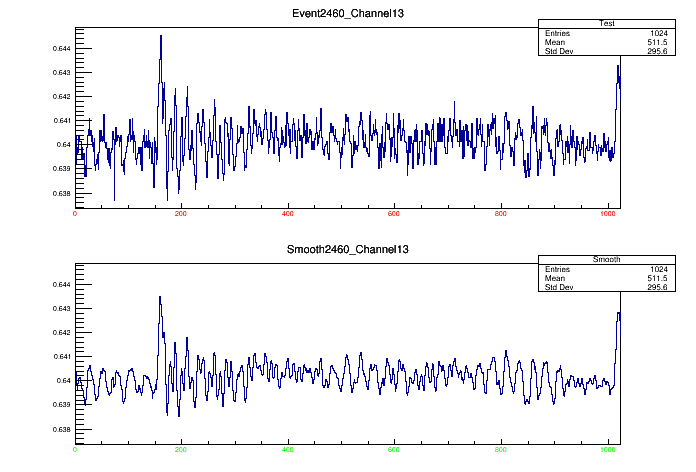 Event2460_Channel13
Test
Entries 1024
Mean 511.5
Std Dev 295.6
0.644
0.643
0.642
0.641
0.64
0.639
0.638
0 200 400 600 800 1000
Smooth2460_Channel13
Smooth
Entries 1024
Mean 511.5
Std Dev 295.6
0.644
0.643
0.642
0.641
0.64
0.639
0.638
0 200 400 600 800 1000